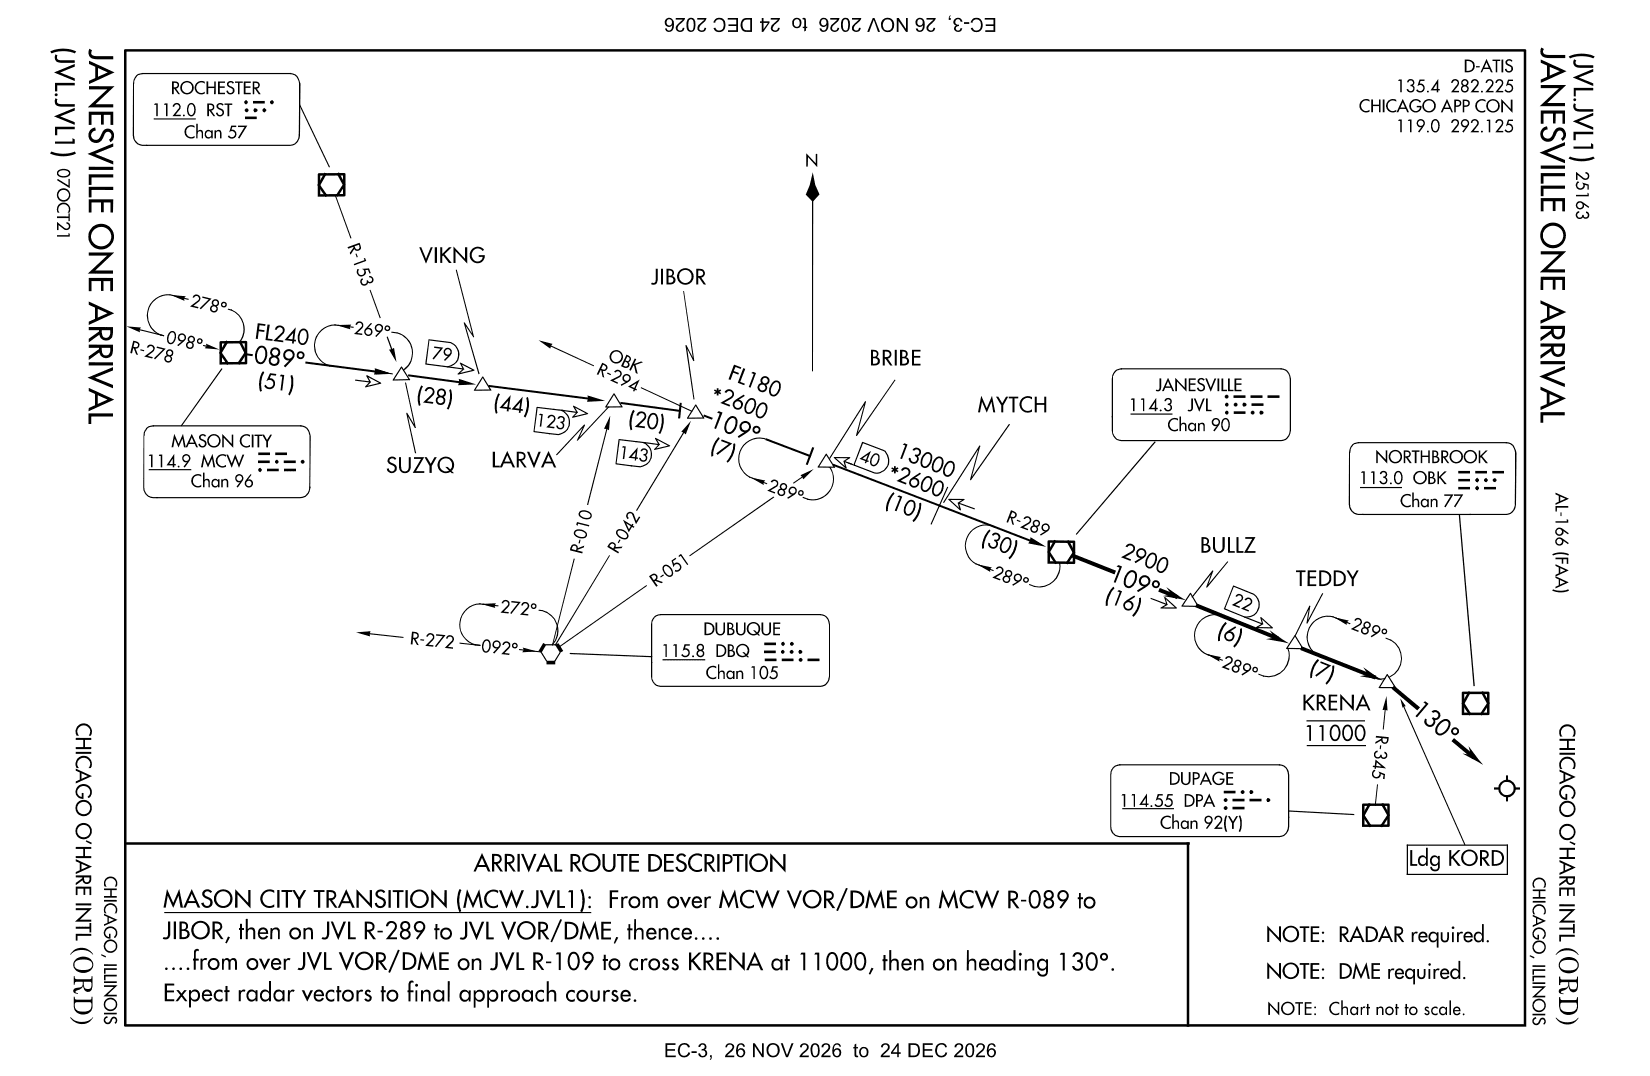 EC-3, 26 NOV 2026 to 24 DEC 2026
(JVL.JVL1) 07OCT21
JANESVILLE ONE ARRIVAL
CHICAGO O'HARE INTL (ORD)
CHICAGO, ILLINOIS
(JVL.JVL1) 25163
JANESVILLE ONE ARRIVAL
AL-166 (FAA)
CHICAGO O'HARE INTL (ORD)
CHICAGO, ILLINOIS
D-ATIS
135.4 282.225
CHICAGO APP CON
119.0 292.125
ROCHESTER
112.0 RST
Chan 57
N
R-153
VIKNG
JIBOR
278°
098°
R-278
FL240
089°
(51)
269°
79
(28)
(44)
123
(20)
143
OBK
R-294
FL180
*2600
109°
(7)
BRIBE
MYTCH
JANESVILLE
114.3 JVL
Chan 90
MASON CITY
114.9 MCW
Chan 96
SUZYQ
LARVA
289°
40
13000
*2600
(10)
R-289
(30)
289°
NORTHBROOK
113.0 OBK
Chan 77
R-010
R-042
R-051
2900
109°
(16)
BULLZ
TEDDY
22
(6)
289°
289°
(7)
272°
R-272
092°
DUBUQUE
115.8 DBQ
Chan 105
KRENA
11000
130°
R-345
DUPAGE
114.55 DPA
Chan 92(Y)
Ldg KORD
ARRIVAL ROUTE DESCRIPTION
MASON CITY TRANSITION (MCW.JVL1): From over MCW VOR/DME on MCW R-089 to
JIBOR, then on JVL R-289 to JVL VOR/DME, thence....
....from over JVL VOR/DME on JVL R-109 to cross KRENA at 11000, then on heading 130°.
Expect radar vectors to final approach course.
NOTE: RADAR required.
NOTE: DME required.
NOTE: Chart not to scale.
EC-3, 26 NOV 2026 to 24 DEC 2026